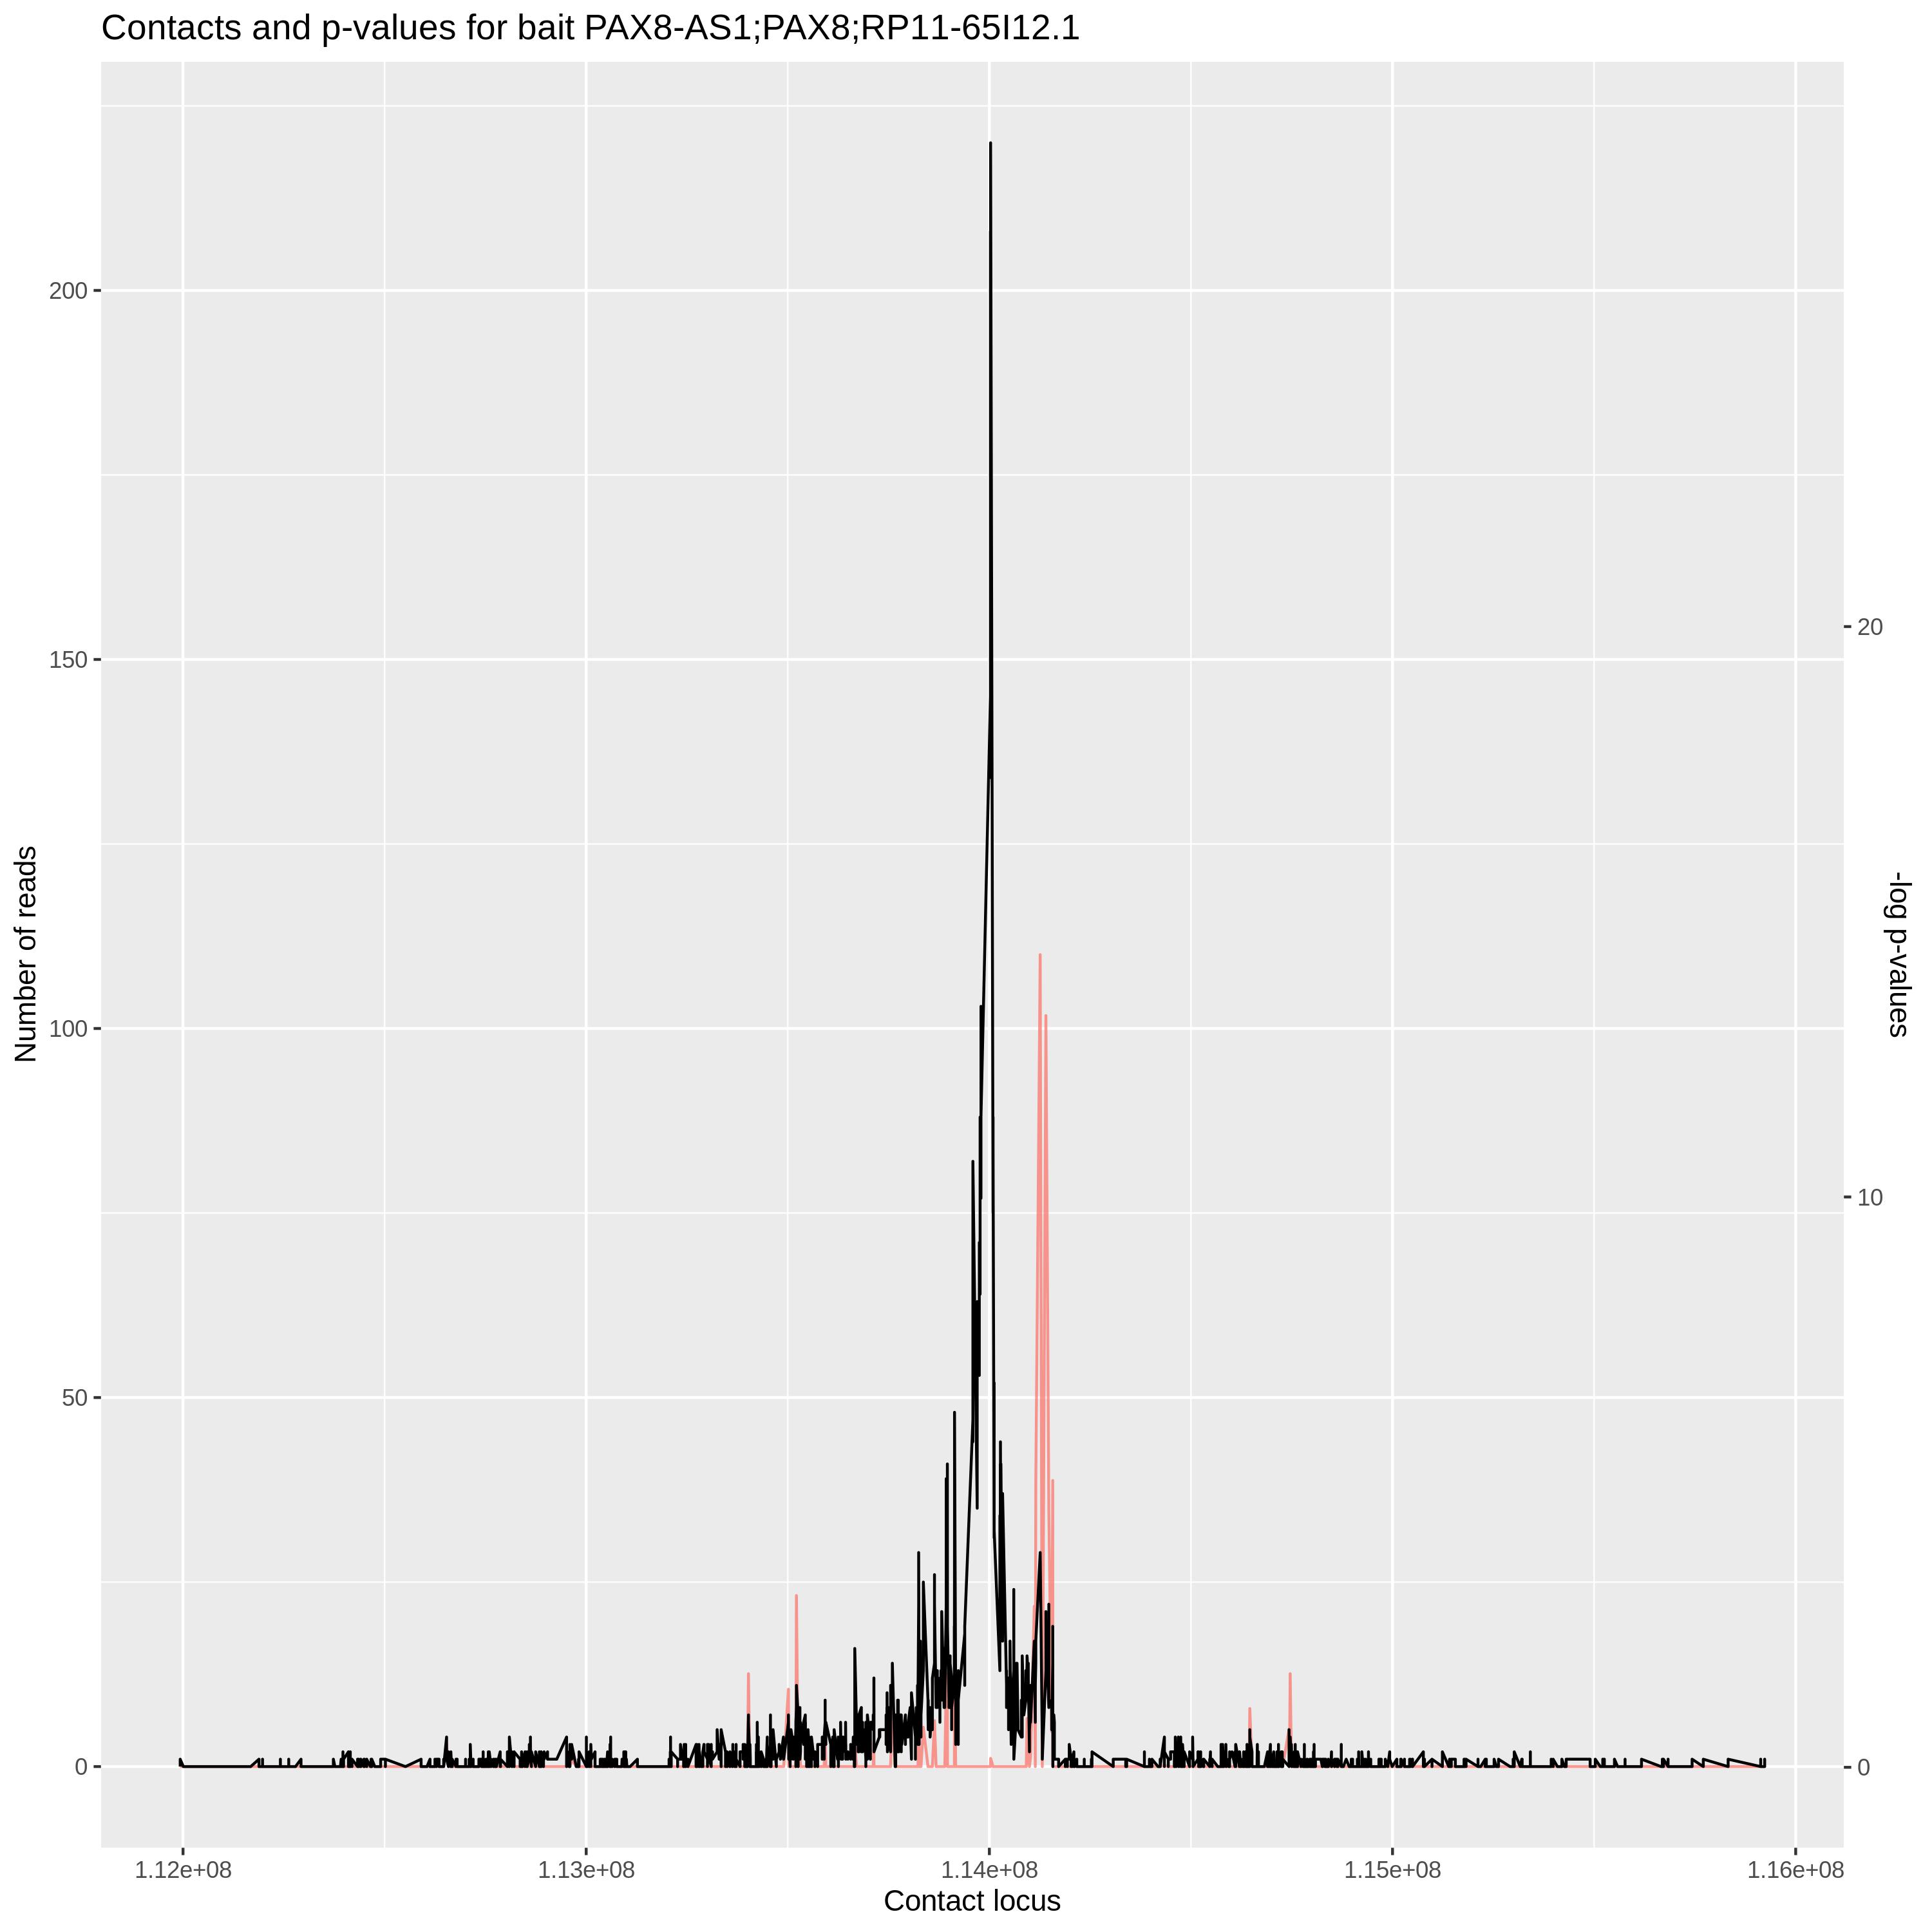 Contacts and p-values for bait PAX8-AS1;PAX8;RP11-65I12.1
200
150
100
50
0
Number of reads
20
10
0
-log p-values
1.12e+08 1.13e+08 1.14e+08 1.15e+08 1.16e+08
Contact locus